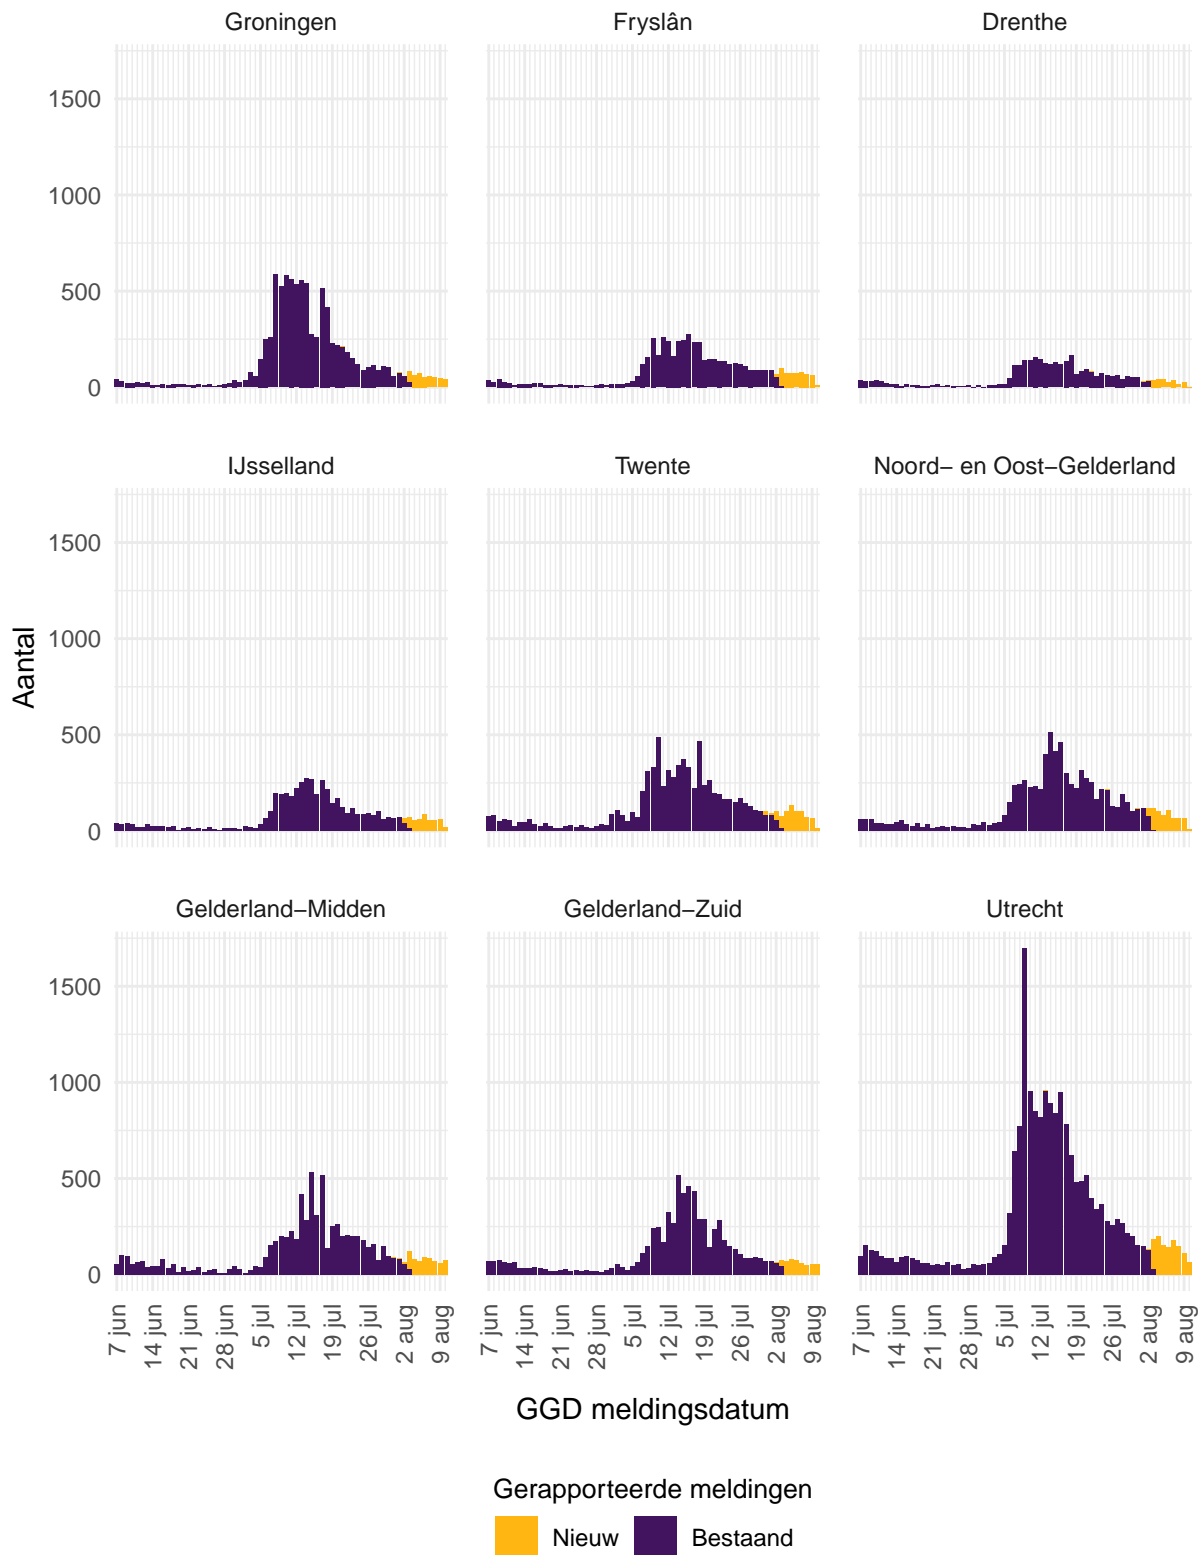 Groningen
Fryslân
Drenthe
1500
1000
500
0
IJsselland
Twente
Noord− en Oost−Gelderland
1500
1000
500
0
Aantal
Gelderland−Midden
Gelderland−Zuid
Utrecht
1500
1000
500
0
7 jun
14 jun
21 jun
28 jun
5 jul
12 jul
19 jul
26 jul
2 aug
9 aug
7 jun
14 jun
21 jun
28 jun
5 jul
12 jul
19 jul
26 jul
2 aug
9 aug
7 jun
14 jun
21 jun
28 jun
5 jul
12 jul
19 jul
26 jul
2 aug
9 aug
GGD meldingsdatum
Gerapporteerde meldingen
Nieuw Bestaand